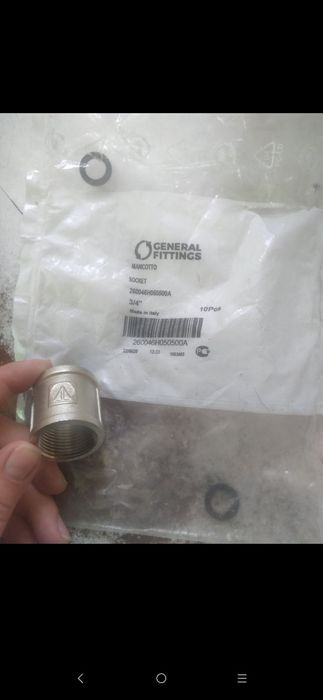 GENERAL
FITTINGS
MANICOTTO
SOCKET
260046H050500A
3/4"
10Pcs
Made in Italy
260046H050500A